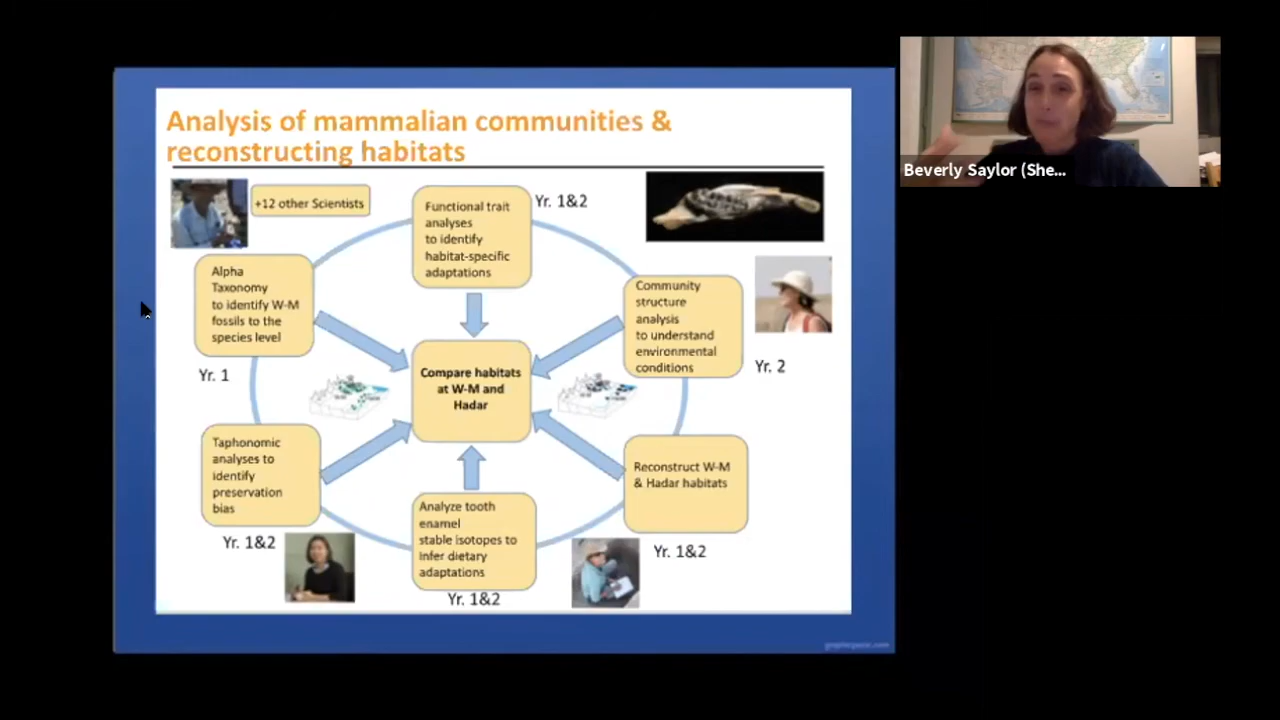 Analysis of mammalian communities &
reconstructing habitats
+12 other Scientists
Functional trait
analyses
to identify
habitat-specific
adaptations
Yr. 1&2
Alpha
Taxonomy
to identify W-M
fossils to the
species level
Yr. 1
Community
structure
analysis
to understand
environmental
conditions
Yr. 2
Compare habitats
at W-M and
Hadar
Taphonomic
analyses to
identify
preservation
bias
Yr. 1&2
Analyze tooth
enamel
stable isotopes to
infer dietary
adaptations
Yr. 1&2
Reconstruct W-M
& Hadar habitats
Yr. 1&2
Beverly Saylor (She...